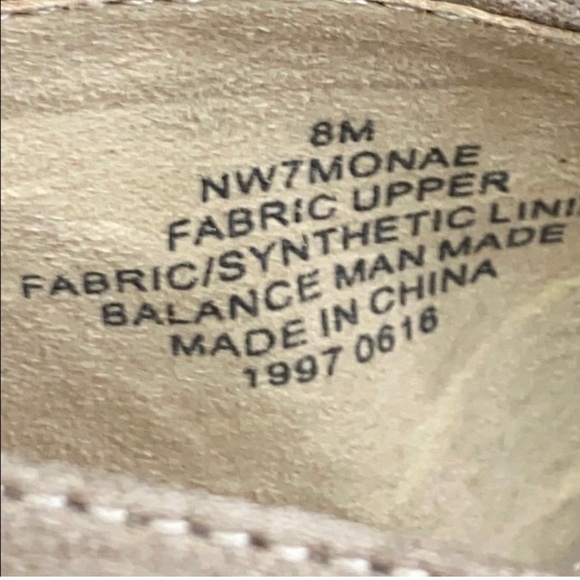 8M
NW7MONAE
FABRIC UPPER
FABRIC/SYNTHETIC LINI
BALANCE MAN MADE
MADE IN CHINA
1997 0616